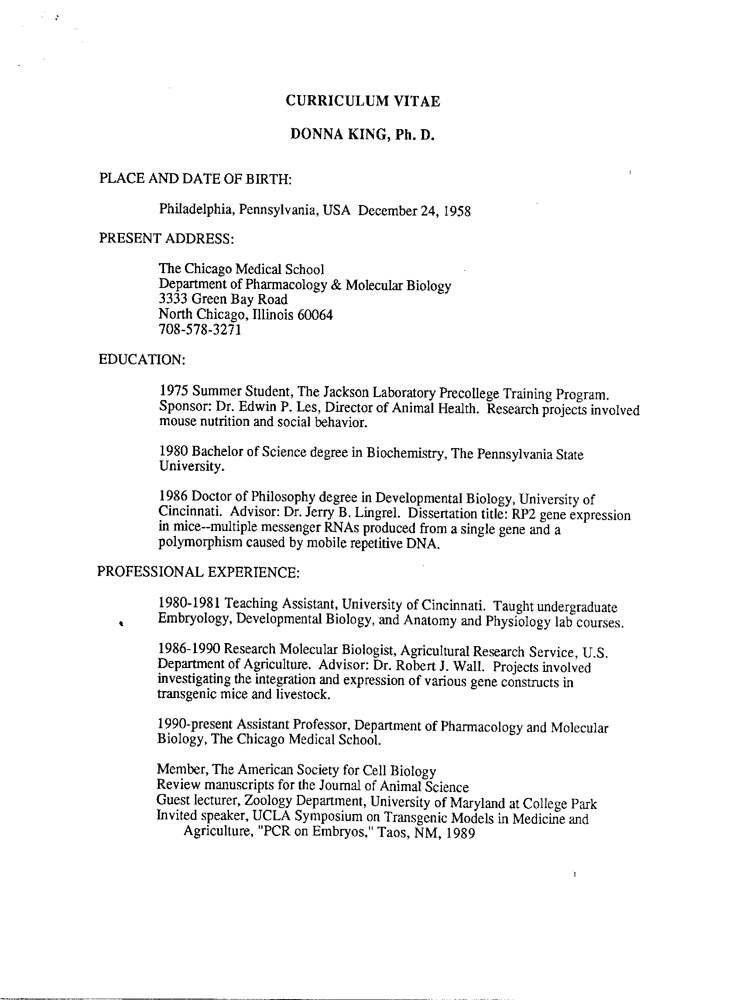 CURRICULUM VITAE
DONNA KING, Ph. D.
PLACE AND DATE OF BIRTH:
Philadelphia, Pennsylvania, USA December 24, 1958
PRESENT ADDRESS:
The Chicago Medical School
Department of Pharmacology & Molecular Biology
3333 Green Bay Road
North Chicago, Illinois 60064
708-578-3271
EDUCATION:
1975 Summer Student, The Jackson Laboratory Precollege Training Program.
Sponsor: Dr. Edwin P. Les, Director of Animal Health. Research projects involved
mouse nutrition and social behavior.
1980 Bachelor of Science degree in Biochemistry, The Pennsylvania State
University.
1986 Doctor of Philosophy degree in Developmental Biology, University of
Cincinnati. Advisor: Dr. Jerry B. Lingrel. Dissertation title: RP2 gene expression
in mice--multiple messenger RNAs produced from a single gene and a
polymorphism caused by mobile repetitive DNA.
PROFESSIONAL EXPERIENCE:
1980-1981 Teaching Assistant, University of Cincinnati. Taught undergraduate
Embryology, Developmental Biology, and Anatomy and Physiology lab courses.
1986-1990 Research Molecular Biologist, Agricultural Research Service, U.S.
Department of Agriculture. Advisor: Dr. Robert J. Wall. Projects involved
investigating the integration and expression of various gene constructs in
transgenic mice and livestock.
1990-present Assistant Professor, Department of Pharmacology and Molecular
Biology, The Chicago Medical School.
Member, The American Society for Cell Biology
Review manuscripts for the Journal of Animal Science
Guest lecturer, Zoology Department, University of Maryland at College Park
Invited speaker, UCLA Symposium on Transgenic Models in Medicine and
Agriculture, "PCR on Embryos," Taos, NM, 1989